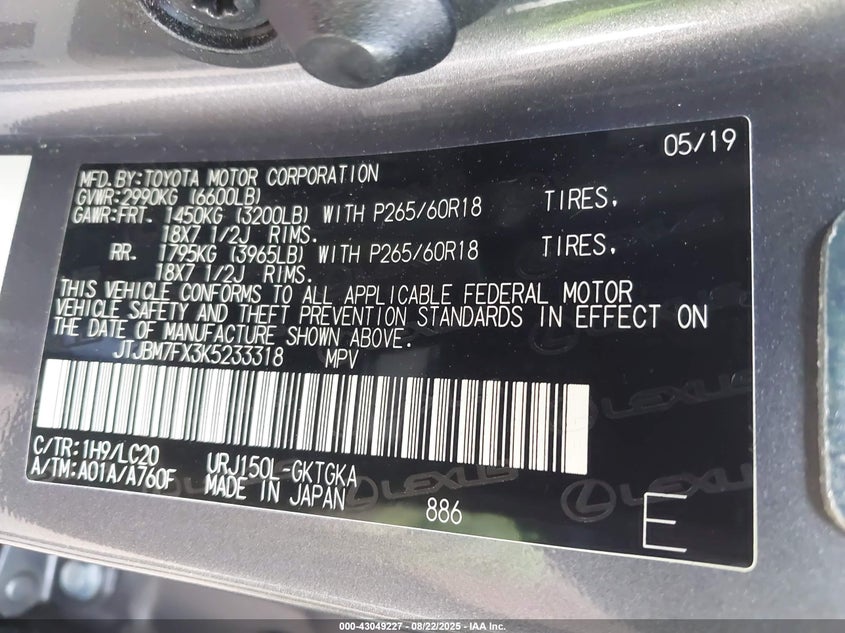 05/19
MFD.BY:TOYOTA MOTOR CORPORATION
GVWR:2990KG (6600LB)
GAWR:FRT. 1450KG (3200LB) WITH P265/60R18 TIRES,
18X7 1/2J RIMS.
RR. 1795KG (3965LB) WITH P265/60R18 TIRES,
18X7 1/2J RIMS.
THIS VEHICLE CONFORMS TO ALL APPLICABLE FEDERAL MOTOR
VEHICLE SAFETY AND THEFT PREVENTION STANDARDS IN EFFECT ON
THE DATE OF MANUFACTURE SHOWN ABOVE.
JTJBM7FX3K5233318 MPV
C/TR:1H9/LC20 URJ150L-GKTGKA
A/TM:A01A/A760F MADE IN JAPAN 886
E
LEXUS
LEXUS
000-43049227 - 08/22/2025 - IAA Inc.